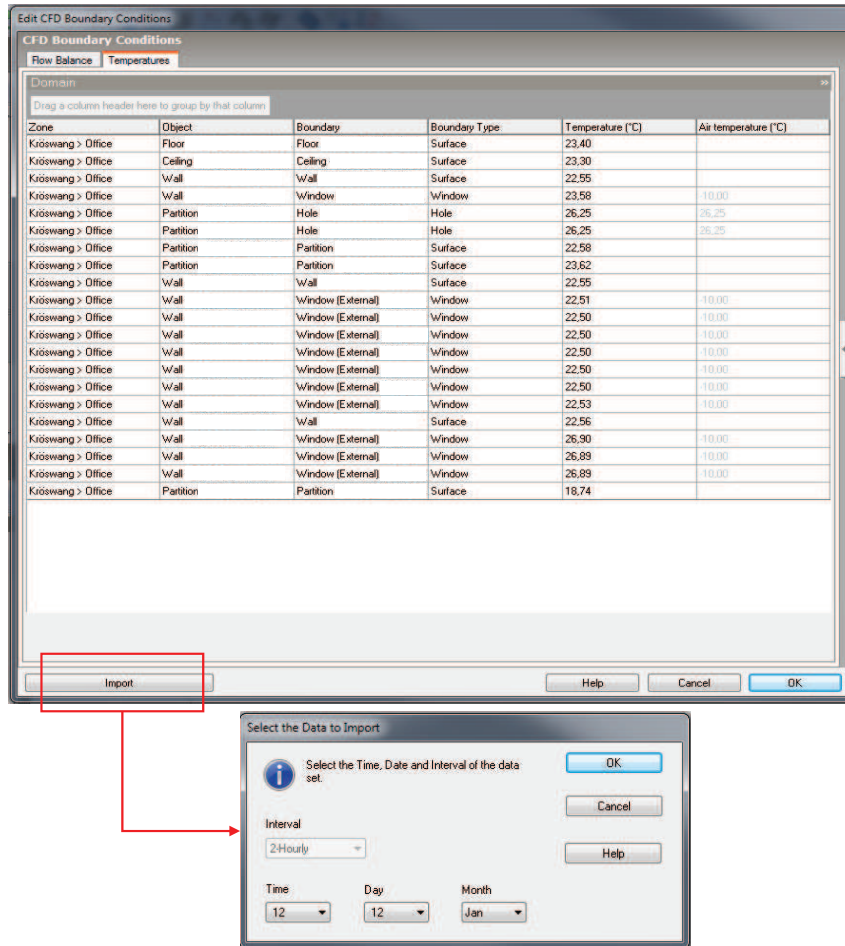 Edit CFD Boundary Conditions
CFD Boundary Conditions
Flow Balance Temperatures
Domain »
Drag a column header here to group by that column
Zone Object Boundary Boundary Type Temperature (°C) Air temperature (°C)
Kröswang > Office Floor Floor Surface 23,40
Kröswang > Office Ceiling Ceiling Surface 23,30
Kröswang > Office Wall Wall Surface 22,55
Kröswang > Office Wall Window Window 23,58 -10,00
Kröswang > Office Partition Hole Hole 26,25 26,25
Kröswang > Office Partition Hole Hole 26,25 26,25
Kröswang > Office Partition Partition Surface 22,58
Kröswang > Office Partition Partition Surface 23,62
Kröswang > Office Wall Wall Surface 22,55
Kröswang > Office Wall Window (External) Window 22,51 -10,00
Kröswang > Office Wall Window (External) Window 22,50 -10,00
Kröswang > Office Wall Window (External) Window 22,50 -10,00
Kröswang > Office Wall Window (External) Window 22,50 -10,00
Kröswang > Office Wall Window (External) Window 22,50 -10,00
Kröswang > Office Wall Window (External) Window 22,50 -10,00
Kröswang > Office Wall Window (External) Window 22,53 -10,00
Kröswang > Office Wall Wall Surface 22,56
Kröswang > Office Wall Window (External) Window 26,90 -10,00
Kröswang > Office Wall Window (External) Window 26,89 -10,00
Kröswang > Office Wall Window (External) Window 26,89 -10,00
Kröswang > Office Partition Partition Surface 18,74
Import Help Cancel OK
Select the Data to Import
Select the Time, Date and Interval of the data
set.
OK
Cancel
Interval
2-Hourly
Help
Time Day Month
12 12 Jan